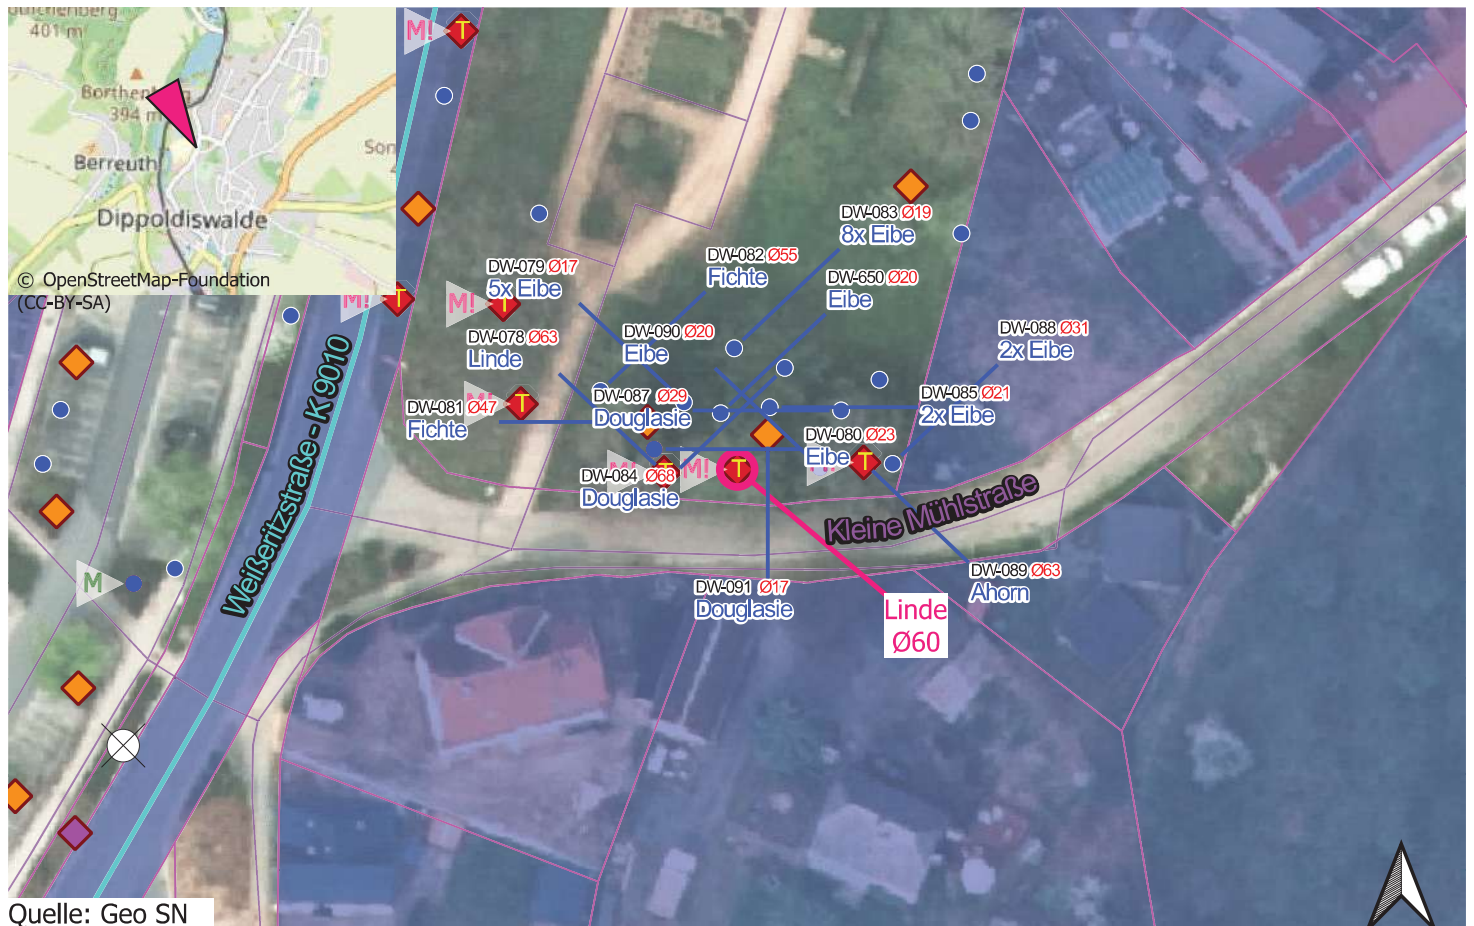 401 m
394 m
Berreuth
Dippoldiswalde
© OpenStreetMap-Foundation
(CC-BY-SA)
M!
T
M!
T
M!
T
DW-079 Ø17
5x Eibe
DW-078 Ø63
Linde
DW-081 Ø47
Fichte
T
DW-082 Ø55
Fichte
DW-083 Ø19
8x Eibe
DW-650 Ø20
Eibe
DW-090 Ø20
Eibe
DW-088 Ø31
2x Eibe
DW-087 Ø29
Douglasie
DW-085 Ø21
2x Eibe
DW-080 Ø23
Eibe
DW-084 Ø68
Douglasie
M!
T
T
Weißeritzstraße - K 9010
Kleine Mühlstraße
M
DW-091 Ø17
Douglasie
DW-089 Ø63
Ahorn
Linde
Ø60
Quelle: Geo SN